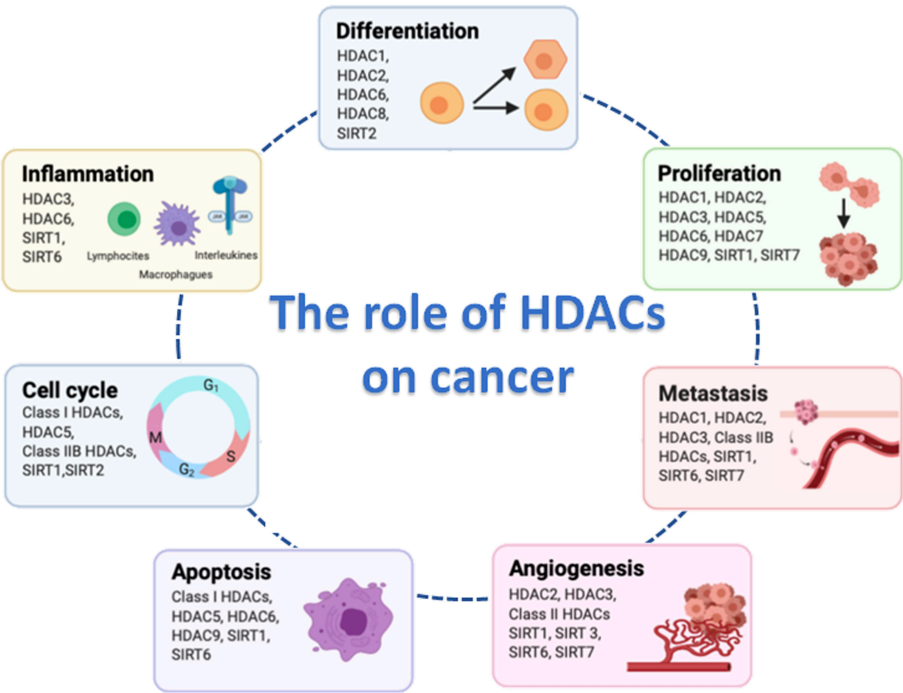 Differentiation
HDAC1,
HDAC2,
HDAC6,
HDAC8,
SIRT2
Inflammation
HDAC3,
HDAC6,
SIRT1,
SIRT6
Lymphocites
Macrophagues
Interleukines
JAK
JAK
Proliferation
HDAC1, HDAC2,
HDAC3, HDAC5,
HDAC6, HDAC7
HDAC9, SIRT1, SIRT7
The role of HDACs
on cancer
Cell cycle
Class I HDACs,
HDAC5,
Class IIB HDACs,
SIRT1,SIRT2
G1
S
G2
M
Metastasis
HDAC1, HDAC2,
HDAC3, Class IIB
HDACs, SIRT1,
SIRT6, SIRT7
Apoptosis
Class I HDACs,
HDAC5, HDAC6,
HDAC9, SIRT1,
SIRT6
Angiogenesis
HDAC2, HDAC3,
Class II HDACs
SIRT1, SIRT 3,
SIRT6, SIRT7